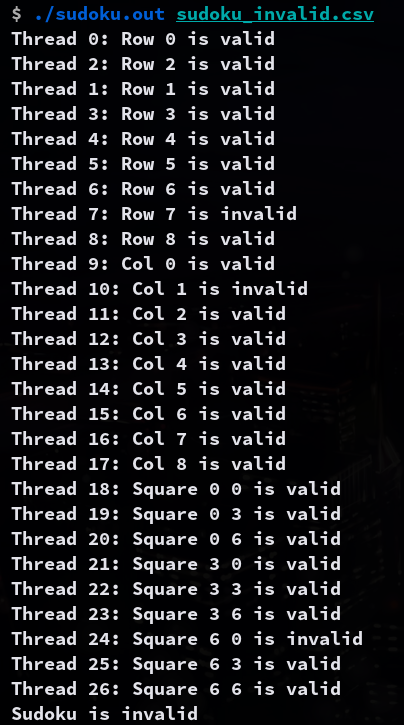 $ ./sudoku.out sudoku_invalid.csv
Thread 0: Row 0 is valid
Thread 2: Row 2 is valid
Thread 1: Row 1 is valid
Thread 3: Row 3 is valid
Thread 4: Row 4 is valid
Thread 5: Row 5 is valid
Thread 6: Row 6 is valid
Thread 7: Row 7 is invalid
Thread 8: Row 8 is valid
Thread 9: Col 0 is valid
Thread 10: Col 1 is invalid
Thread 11: Col 2 is valid
Thread 12: Col 3 is valid
Thread 13: Col 4 is valid
Thread 14: Col 5 is valid
Thread 15: Col 6 is valid
Thread 16: Col 7 is valid
Thread 17: Col 8 is valid
Thread 18: Square 0 0 is valid
Thread 19: Square 0 3 is valid
Thread 20: Square 0 6 is valid
Thread 21: Square 3 0 is valid
Thread 22: Square 3 3 is valid
Thread 23: Square 3 6 is valid
Thread 24: Square 6 0 is invalid
Thread 25: Square 6 3 is valid
Thread 26: Square 6 6 is valid
Sudoku is invalid